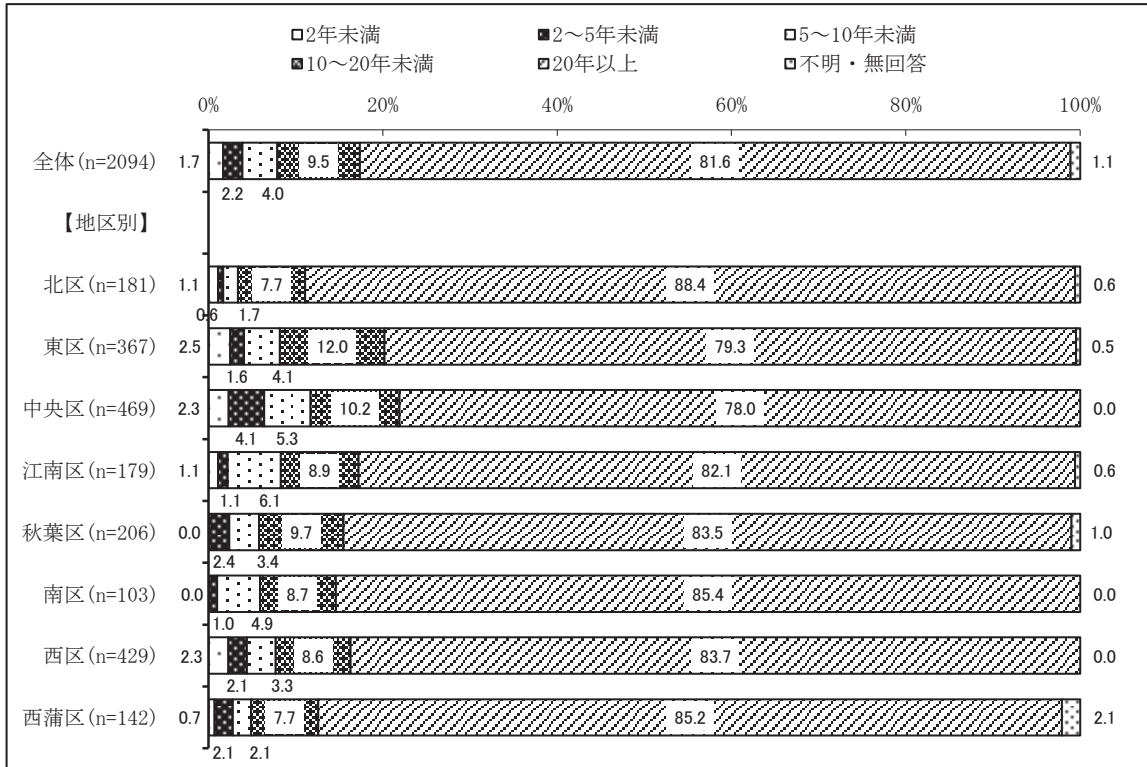 □2年未満 ■2～5年未満 □5～10年未満
10～20年未満 20年以上 不明・無回答
0% 20% 40% 60% 80% 100%
全体(n=2094) 1.7 9.5 81.6 1.1
2.2 4.0
【地区別】
北区(n=181) 1.1 7.7 88.4 0.6
0.6 1.7
東区(n=367) 2.5 12.0 79.3 0.5
1.6 4.1
中央区(n=469) 2.3 10.2 78.0 0.0
4.1 5.3
江南区(n=179) 1.1 8.9 82.1 0.6
1.1 6.1
秋葉区(n=206) 0.0 9.7 83.5 1.0
2.4 3.4
南区(n=103) 0.0 8.7 85.4 0.0
1.0 4.9
西区(n=429) 2.3 8.6 83.7 0.0
2.1 3.3
西蒲区(n=142) 0.7 7.7 85.2 2.1
2.1 2.1